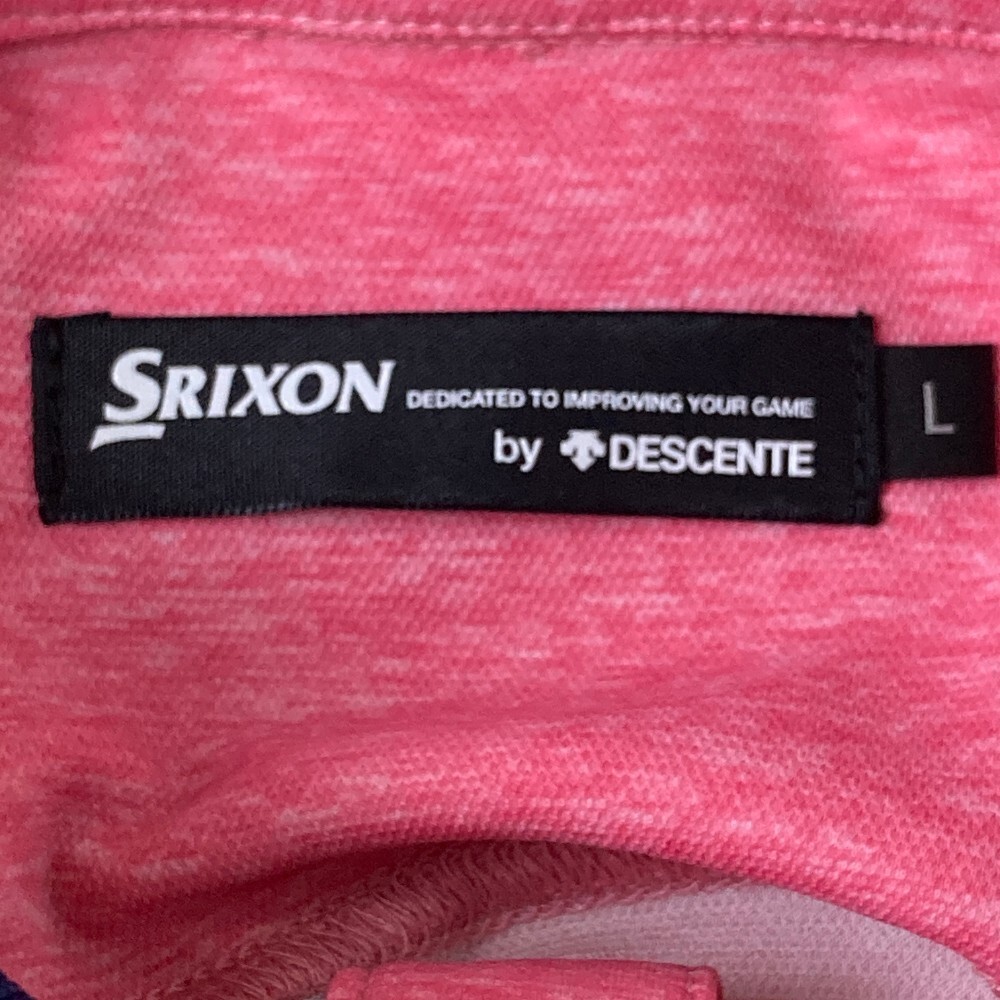 SRIXON DEDICATED TO IMPROVING YOUR GAME
by DESCENTE
L